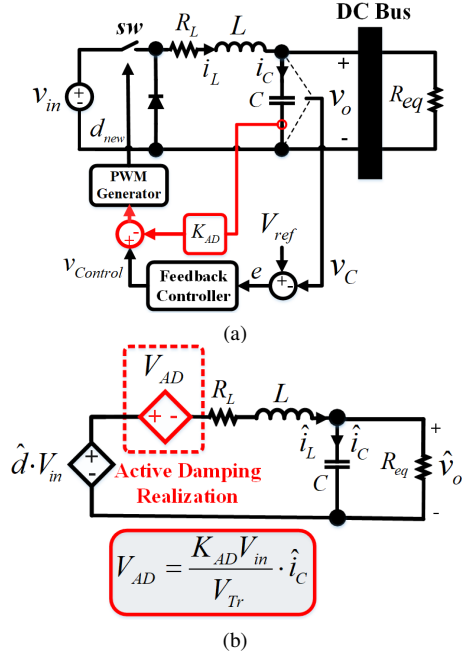 DC Bus
sw R_L L
i_L i_C + 
v_in C v_o R_eq
d_new -
PWM
Generator
K_AD V_ref
v_Control Feedback
Controller e v_C
+ -
(a)
V_AD
+ - R_L L
î_L î_C +
d̂·V_in Active Damping
Realization C R_eq v̂_o
-
V_AD = K_AD V_in / V_Tr · î_C
(b)